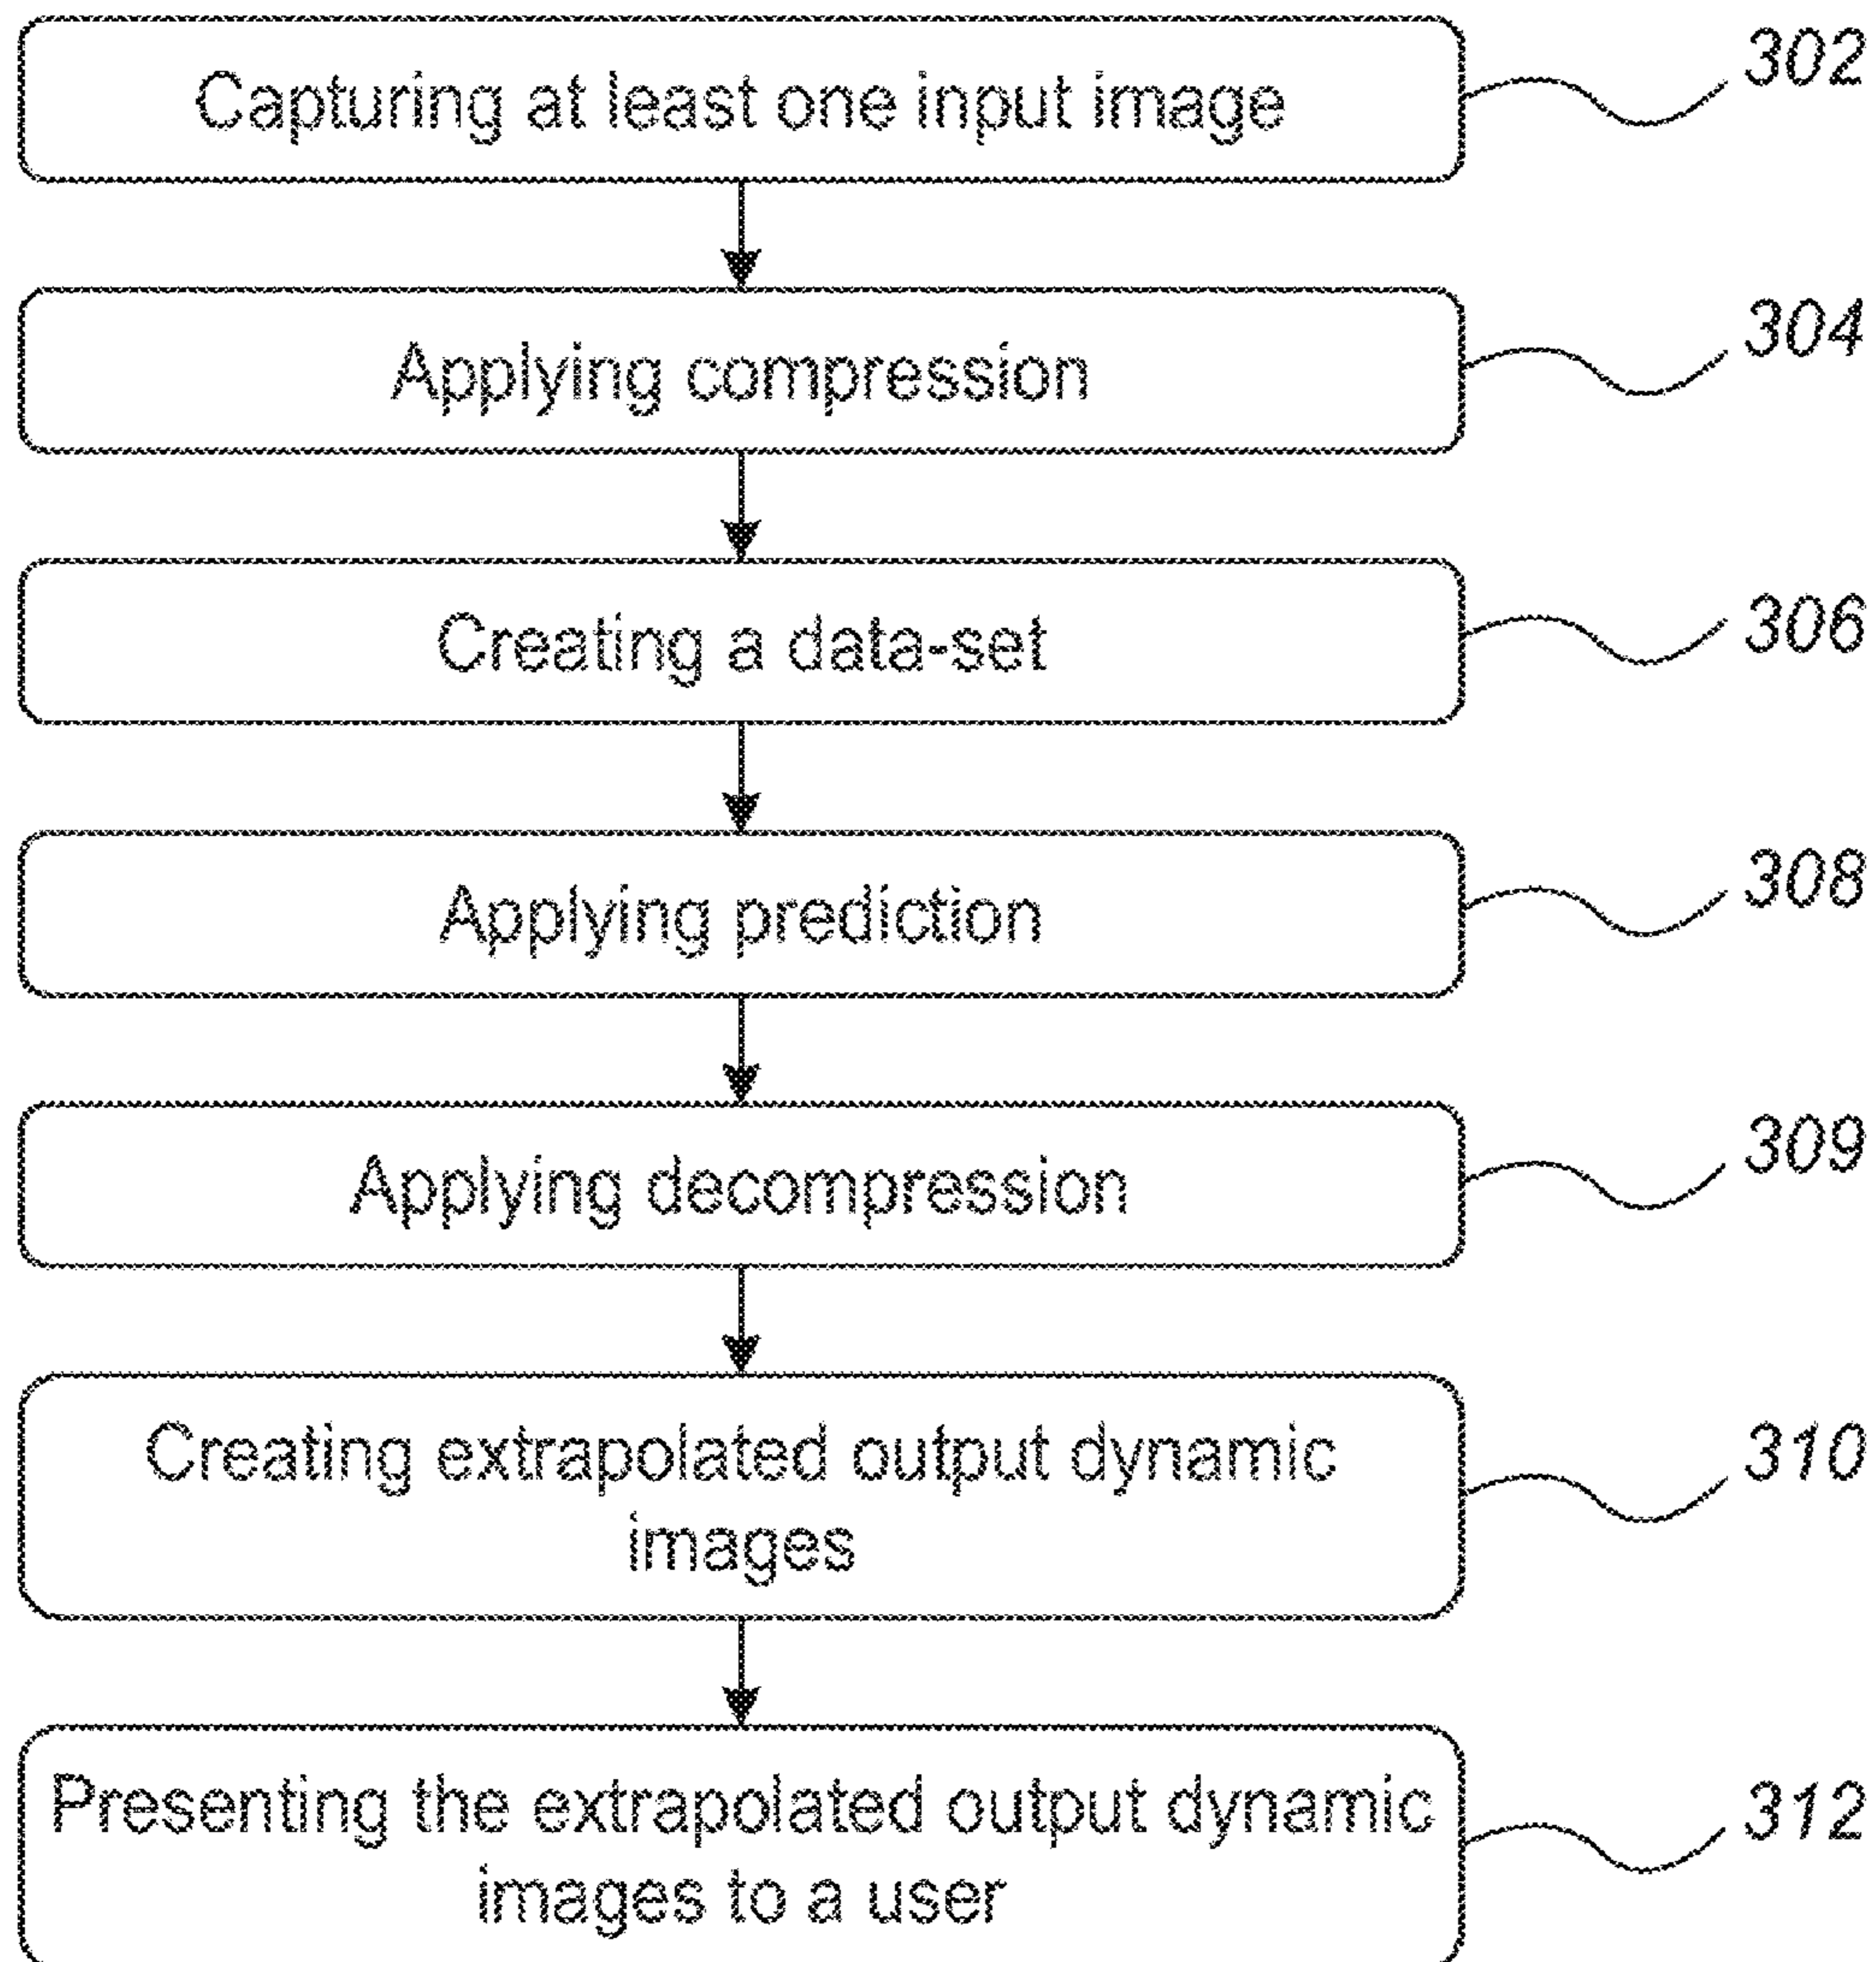 Capturing at least one input image
302
Applying compression
304
Creating a data-set
306
Applying prediction
308
Applying decompression
309
Creating extrapolated output dynamic
images
310
Presenting the extrapolated output dynamic
images to a user
312